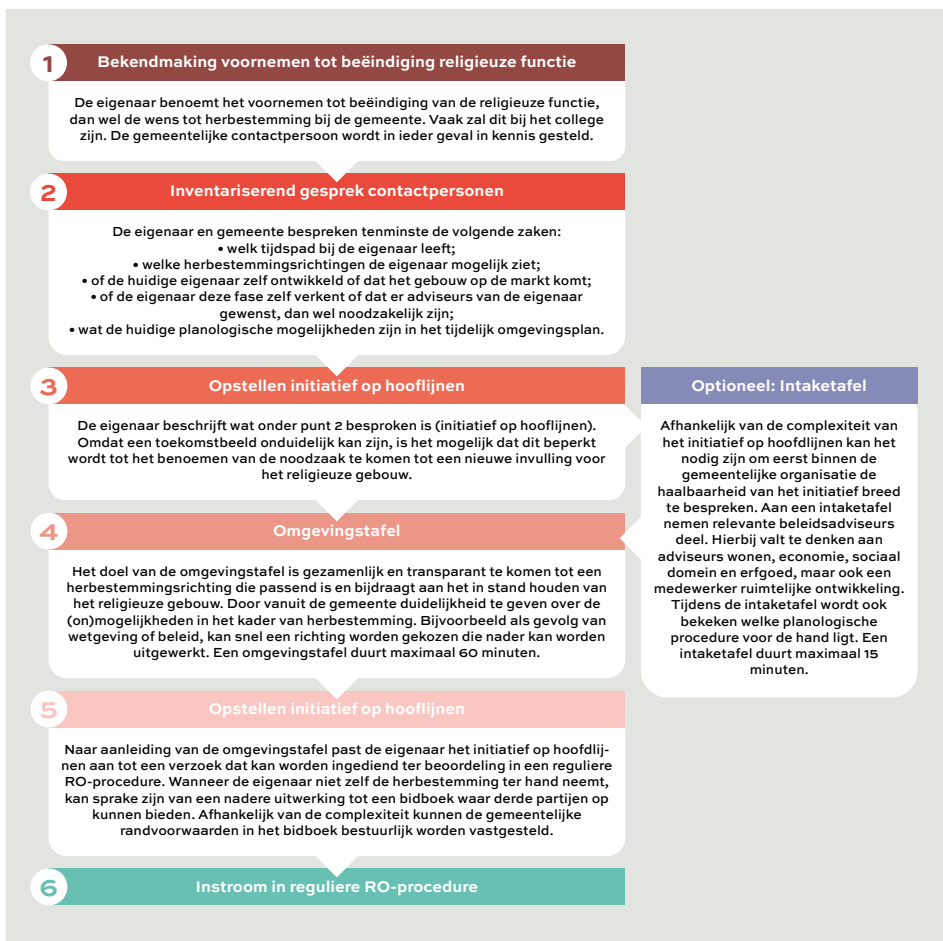 1
Bekendmaking voornemen tot beëindiging religieuze functie
De eigenaar benoemt het voornemen tot beëindiging van de religieuze functie,
dan wel de wens tot herbestemming bij de gemeente. Vaak zal dit bij het college
zijn. De gemeentelijke contactpersoon wordt in ieder geval in kennis gesteld.
2
Inventariserend gesprek contactpersonen
De eigenaar en gemeente bespreken tenminste de volgende zaken:
• welk tijdspad bij de eigenaar leeft;
• welke herbestemmingsrichtingen de eigenaar mogelijk ziet;
• of de huidige eigenaar zelf ontwikkeld of dat het gebouw op de markt komt;
• of de eigenaar deze fase zelf verkent of dat er adviseurs van de eigenaar
gewenst, dan wel noodzakelijk zijn;
• wat de huidige planologische mogelijkheden zijn in het tijdelijk omgevingsplan.
3
Opstellen initiatief op hooflijnen
De eigenaar beschrijft wat onder punt 2 besproken is (initiatief op hooflijnen).
Omdat een toekomstbeeld onduidelijk kan zijn, is het mogelijk dat dit beperkt
wordt tot het benoemen van de noodzaak te komen tot een nieuwe invulling voor
het religieuze gebouw.
Optioneel: Intaketafel
Afhankelijk van de complexiteit van
het initiatief op hoofdlijnen kan het
nodig zijn om eerst binnen de
gemeentelijke organisatie de
haalbaarheid van het initiatief breed
te bespreken. Aan een intaketafel
nemen relevante beleidsadviseurs
deel. Hierbij valt te denken aan
adviseurs wonen, economie, sociaal
domein en erfgoed, maar ook een
medewerker ruimtelijke ontwikkeling.
Tijdens de intaketafel wordt ook
bekeken welke planologische
procedure voor de hand ligt. Een
intaketafel duurt maximaal 15
minuten.
4
Omgevingstafel
Het doel van de omgevingstafel is gezamenlijk en transparant te komen tot een
herbestemmingsrichting die passend is en bijdraagt aan het in stand houden van
het religieuze gebouw. Door vanuit de gemeente duidelijkheid te geven over de
(on)mogelijkheden in het kader van herbestemming. Bijvoorbeeld als gevolg van
wetgeving of beleid, kan snel een richting worden gekozen die nader kan worden
uitgewerkt. Een omgevingstafel duurt maximaal 60 minuten.
5
Opstellen initiatief op hooflijnen
Naar aanleiding van de omgevingstafel past de eigenaar het initiatief op hoofdlij-
nen aan tot een verzoek dat kan worden ingediend ter beoordeling in een reguliere
RO-procedure. Wanneer de eigenaar niet zelf de herbestemming ter hand neemt,
kan sprake zijn van een nadere uitwerking tot een bidboek waar derde partijen op
kunnen bieden. Afhankelijk van de complexiteit kunnen de gemeentelijke
randvoorwaarden in het bidboek bestuurlijk worden vastgesteld.
6
Instroom in reguliere RO-procedure